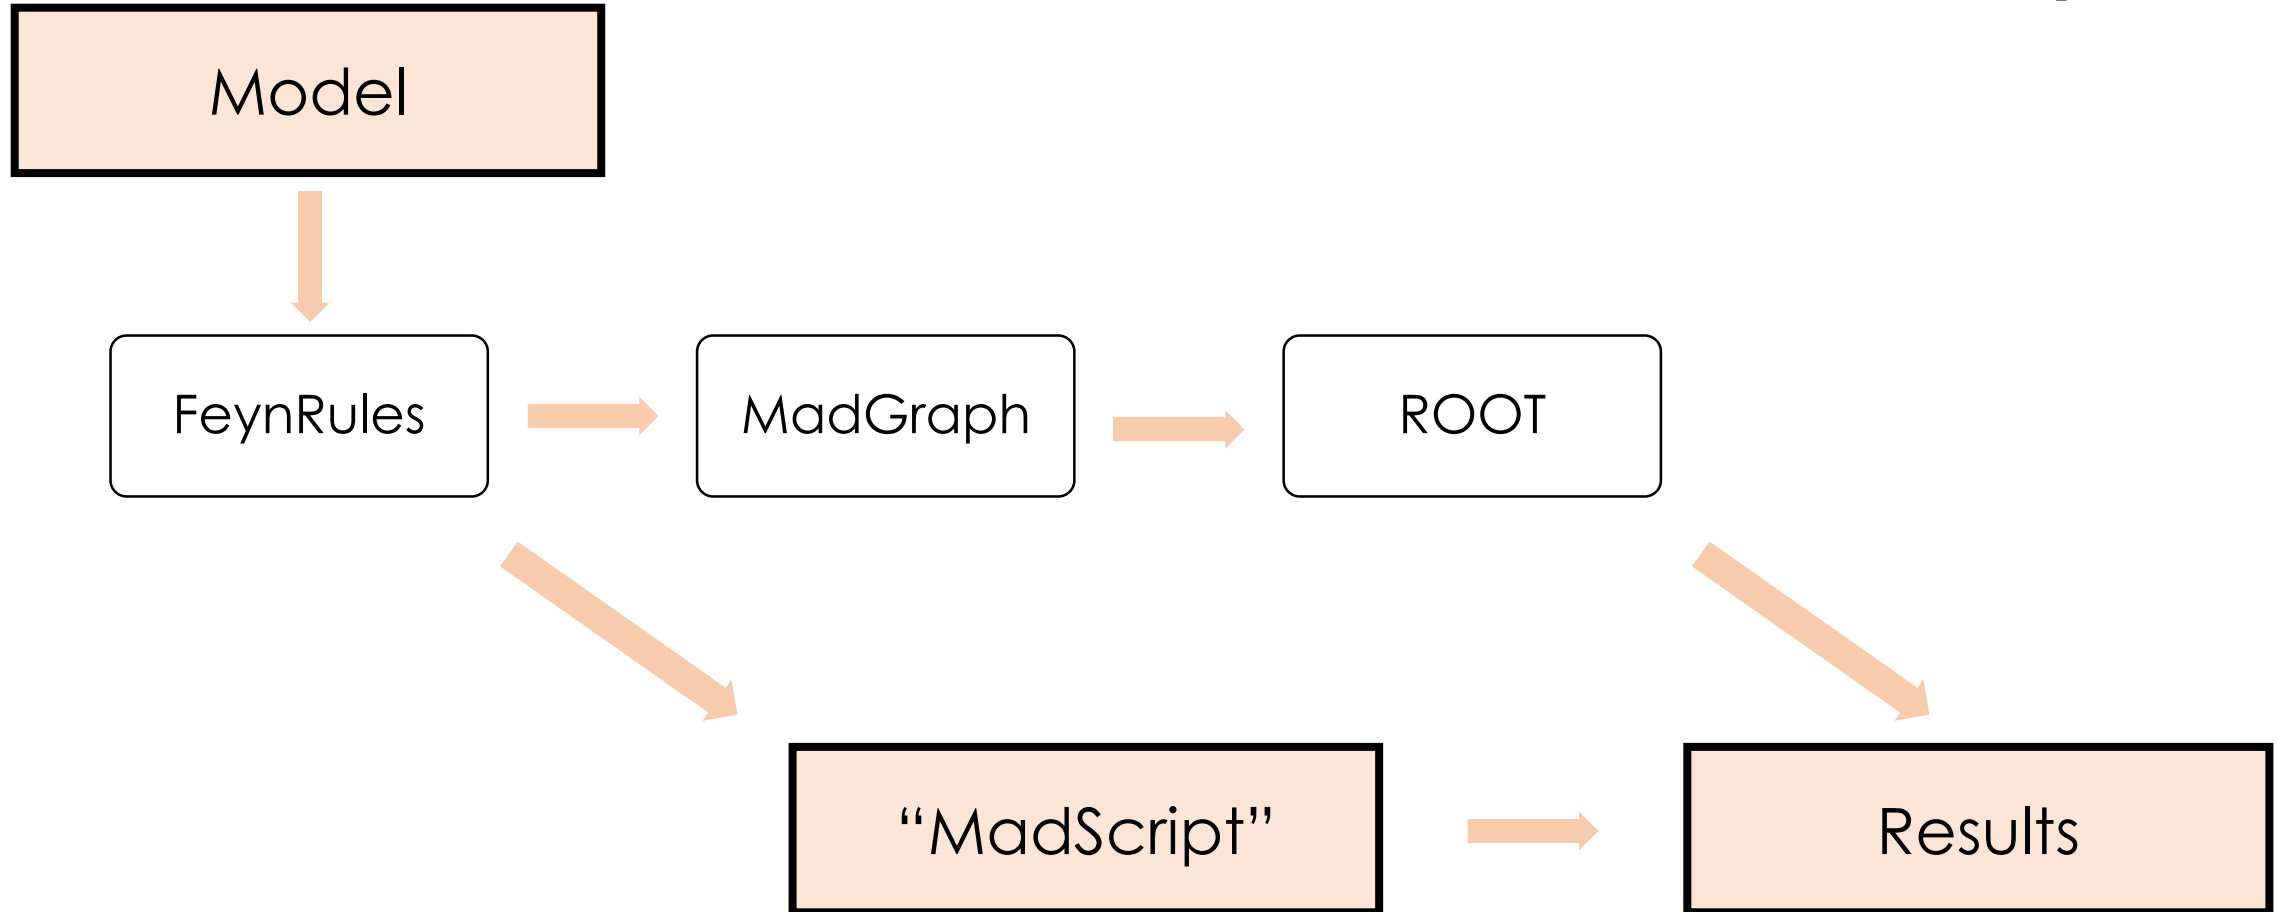 Model
FeynRules
MadGraph
ROOT
“MadScript”
Results